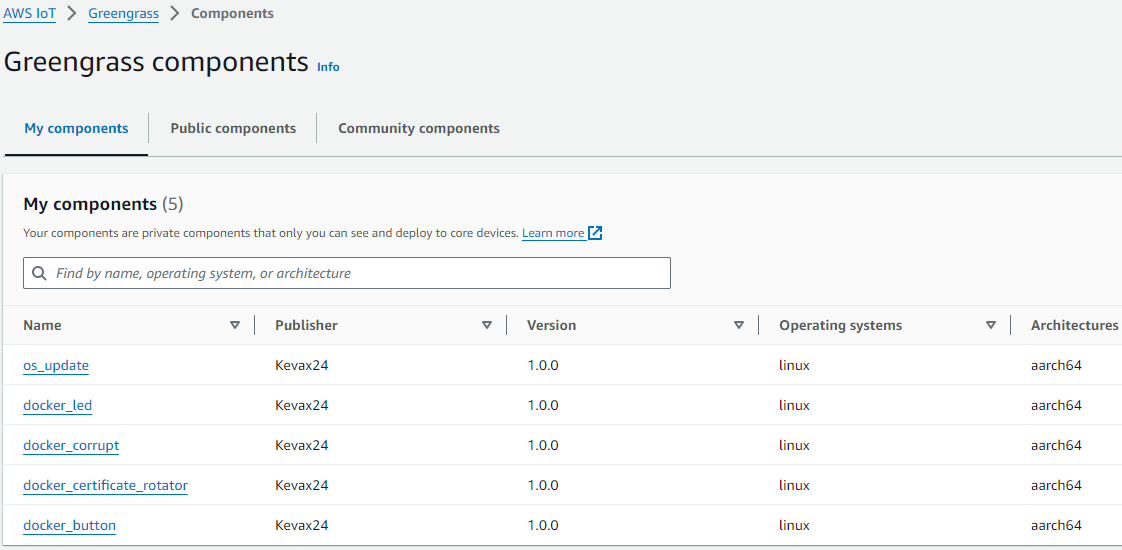 AWS IoT > Greengrass > Components
Greengrass components Info
My components Public components Community components
My components (5)
Your components are private components that only you can see and deploy to core devices. Learn more
Find by name, operating system, or architecture
Name Publisher Version Operating systems Architectures
os_update Kevax24 1.0.0 linux aarch64
docker_led Kevax24 1.0.0 linux aarch64
docker_corrupt Kevax24 1.0.0 linux aarch64
docker_certificate_rotator Kevax24 1.0.0 linux aarch64
docker_button Kevax24 1.0.0 linux aarch64